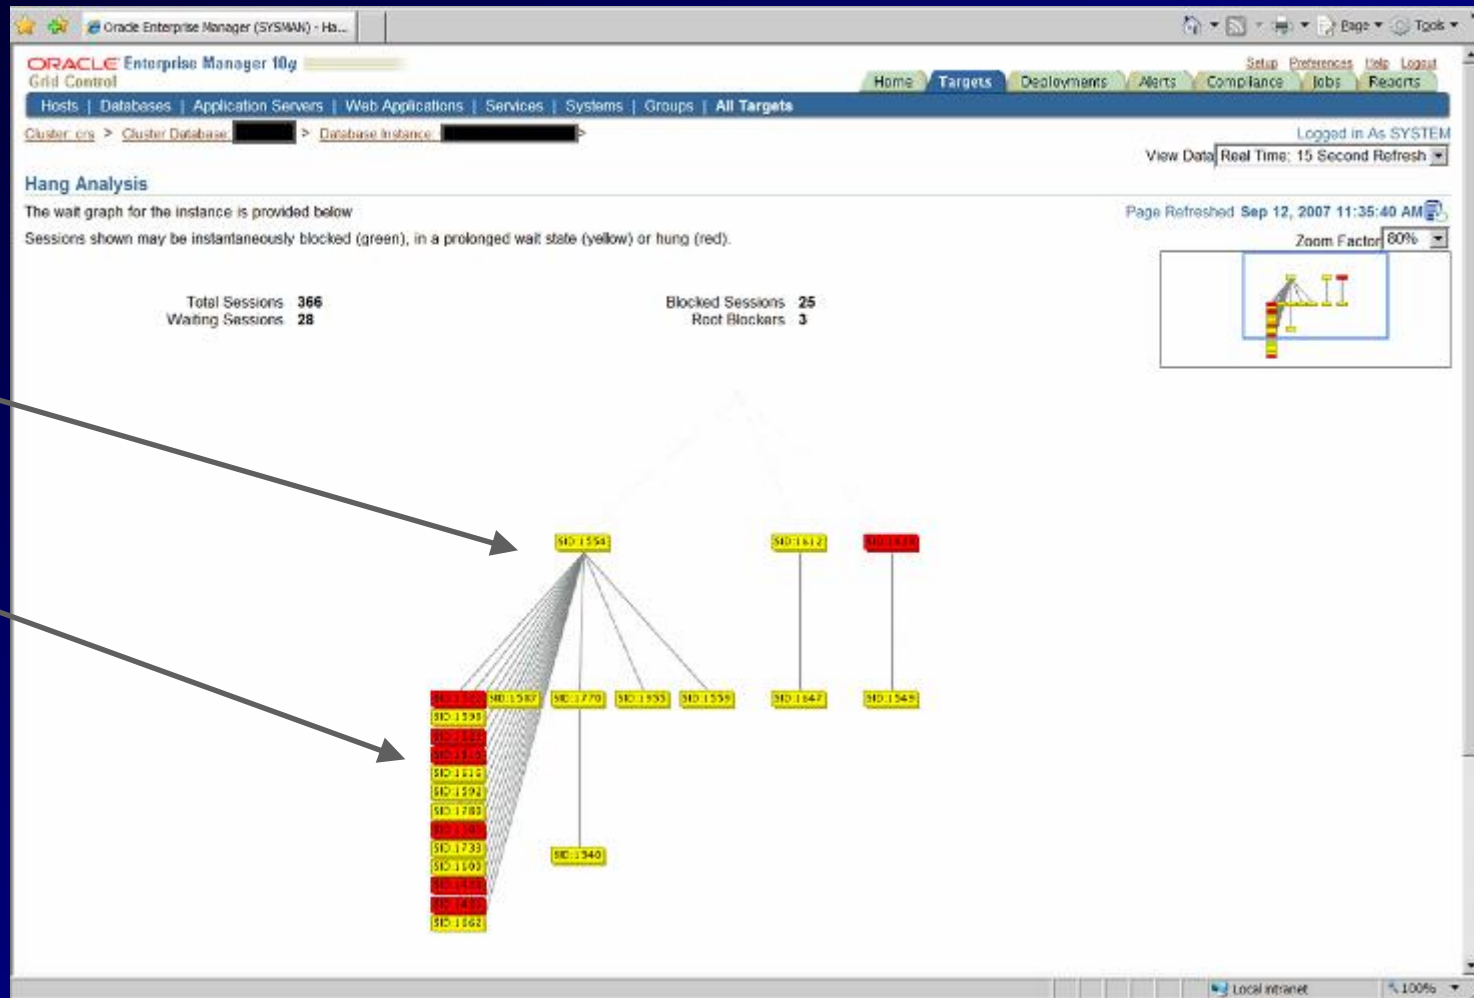 Oracle Enterprise Manager (SYSMAN) - Ha...
Page Tools
ORACLE Enterprise Manager 10g
Grid Control
Setup Preferences Help Logout
Home Targets Deployments Alerts Compliance Jobs Reports
Hosts | Databases | Application Servers | Web Applications | Services | Systems | Groups | All Targets
Cluster: crs > Cluster Database: > Database Instance: >
Logged in As SYSTEM
View Data Real Time: 15 Second Refresh
Hang Analysis
The wait graph for the instance is provided below
Page Refreshed Sep 12, 2007 11:35:40 AM
Sessions shown may be instantaneously blocked (green), in a prolonged wait state (yellow) or hung (red).
Zoom Factor 80%
Total Sessions 366
Blocked Sessions 25
Waiting Sessions 28
Root Blockers 3
SID:1554 SID:1612
SID:1587 SID:1770 SID:1559 SID:1647 SID:1549
SID:1592
SID:1733
SID:1340
SID:1662
Local intranet
100%